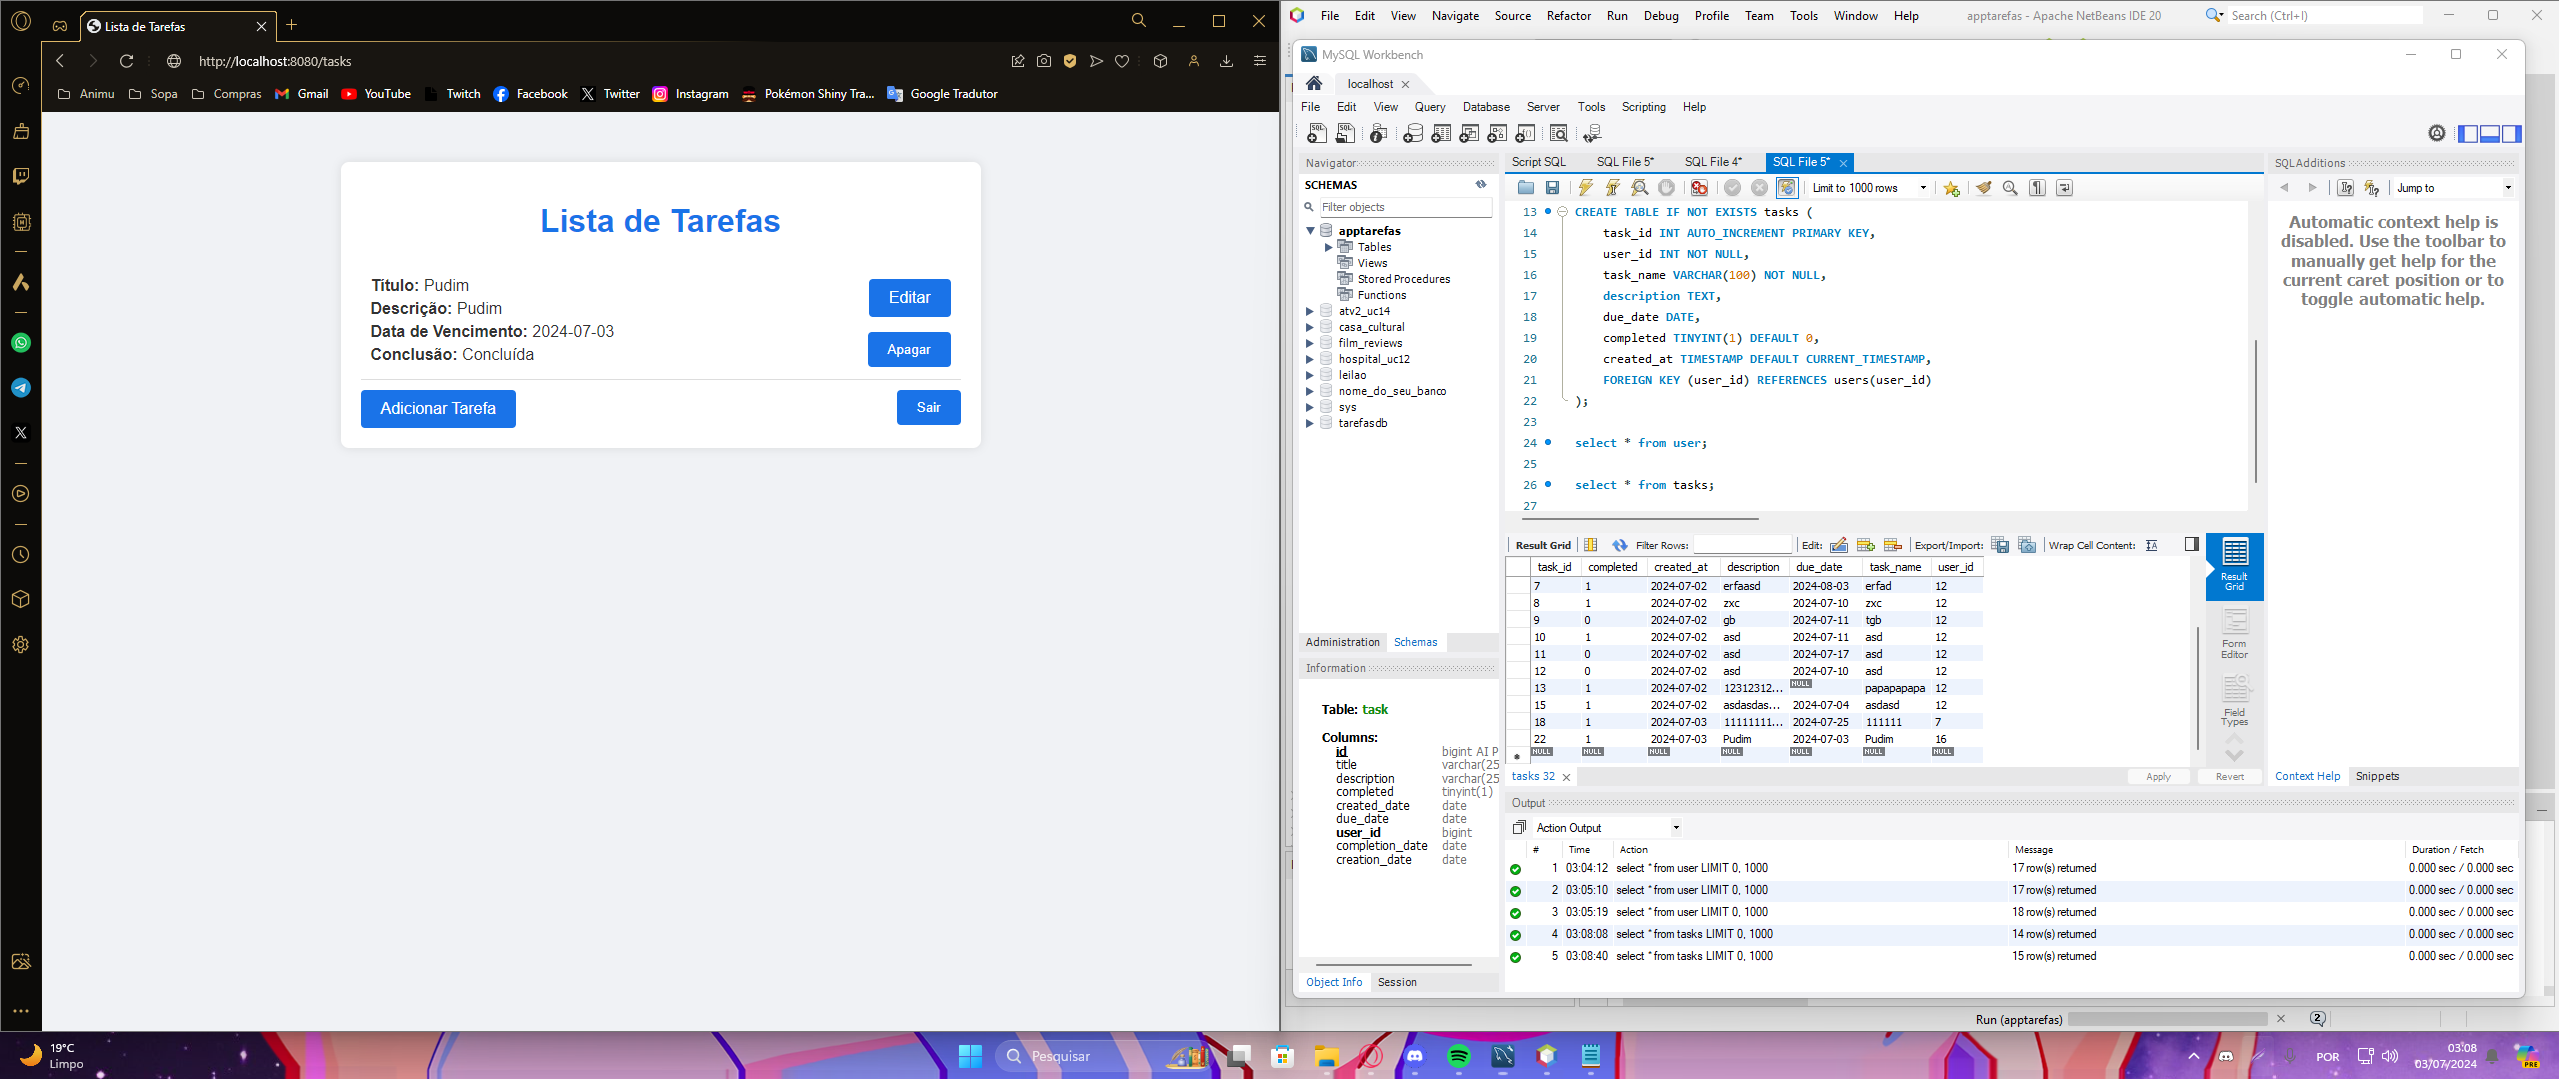 Lista de Tarefas
http://localhost:8080/tasks
Animu Sopa Compras Gmail YouTube Twitch Facebook Twitter Instagram Pokémon Shiny Tra... Google Tradutor
Lista de Tarefas
Título: Pudim
Descrição: Pudim
Data de Vencimento: 2024-07-03
Conclusão: Concluída
Editar
Apagar
Adicionar Tarefa
Sair
File Edit View Navigate Source Refactor Run Debug Profile Team Tools Window Help
apptarefas - Apache NetBeans IDE 20
Search (Ctrl+I)
MySQL Workbench
localhost
File Edit View Query Database Server Tools Scripting Help
Navigator
SCHEMAS
Filter objects
apptarefas
Tables
Views
Stored Procedures
Functions
atv2_uc14
casa_cultural
film_reviews
hospital_uc12
leilao
nome_do_seu_banco
sys
tarefasdb
Administration Schemas
Information
Table: task
Columns:
id bigint AI P
title varchar(25
description varchar(25
completed tinyint(1)
created_date date
due_date date
user_id bigint
completion_date date
creation_date date
Object Info Session
Script SQL SQL File 5* SQL File 4* SQL File 5*
Limit to 1000 rows
13 CREATE TABLE IF NOT EXISTS tasks (
14 task_id INT AUTO_INCREMENT PRIMARY KEY,
15 user_id INT NOT NULL,
16 task_name VARCHAR(100) NOT NULL,
17 description TEXT,
18 due_date DATE,
19 completed TINYINT(1) DEFAULT 0,
20 created_at TIMESTAMP DEFAULT CURRENT_TIMESTAMP,
21 FOREIGN KEY (user_id) REFERENCES users(user_id)
22 );
23
24 select * from user;
25
26 select * from tasks;
27
Result Grid Filter Rows: Edit: Export/Import: Wrap Cell Content:
task_id completed created_at description due_date task_name user_id
7 1 2024-07-02 erfaasd 2024-08-03 erfad 12
8 1 2024-07-02 zxc 2024-07-10 zxc 12
9 0 2024-07-02 gb 2024-07-11 tgb 12
10 1 2024-07-02 asd 2024-07-11 asd 12
11 0 2024-07-02 asd 2024-07-17 asd 12
12 0 2024-07-02 asd 2024-07-10 asd 12
13 1 2024-07-02 12312312... NULL papapapapa 12
15 1 2024-07-02 asdasdas... 2024-07-04 asdasd 12
18 1 2024-07-03 11111111... 2024-07-25 111111 7
22 1 2024-07-03 Pudim 2024-07-03 Pudim 16
NULL NULL NULL NULL NULL NULL NULL
Result Grid
Form Editor
Field Types
tasks 32
Apply Revert
SQLAdditions
Jump to
Automatic context help is
disabled. Use the toolbar to
manually get help for the
current caret position or to
toggle automatic help.
Context Help Snippets
Output
Action Output
# Time Action Message Duration / Fetch
1 03:04:12 select * from user LIMIT 0, 1000 17 row(s) returned 0.000 sec / 0.000 sec
2 03:05:10 select * from user LIMIT 0, 1000 17 row(s) returned 0.000 sec / 0.000 sec
3 03:05:19 select * from user LIMIT 0, 1000 18 row(s) returned 0.000 sec / 0.000 sec
4 03:08:08 select * from tasks LIMIT 0, 1000 14 row(s) returned 0.000 sec / 0.000 sec
5 03:08:40 select * from tasks LIMIT 0, 1000 15 row(s) returned 0.000 sec / 0.000 sec
Run (apptarefas)
2
19°C
Limpo
Pesquisar
POR
03:08
03/07/2024
PRE